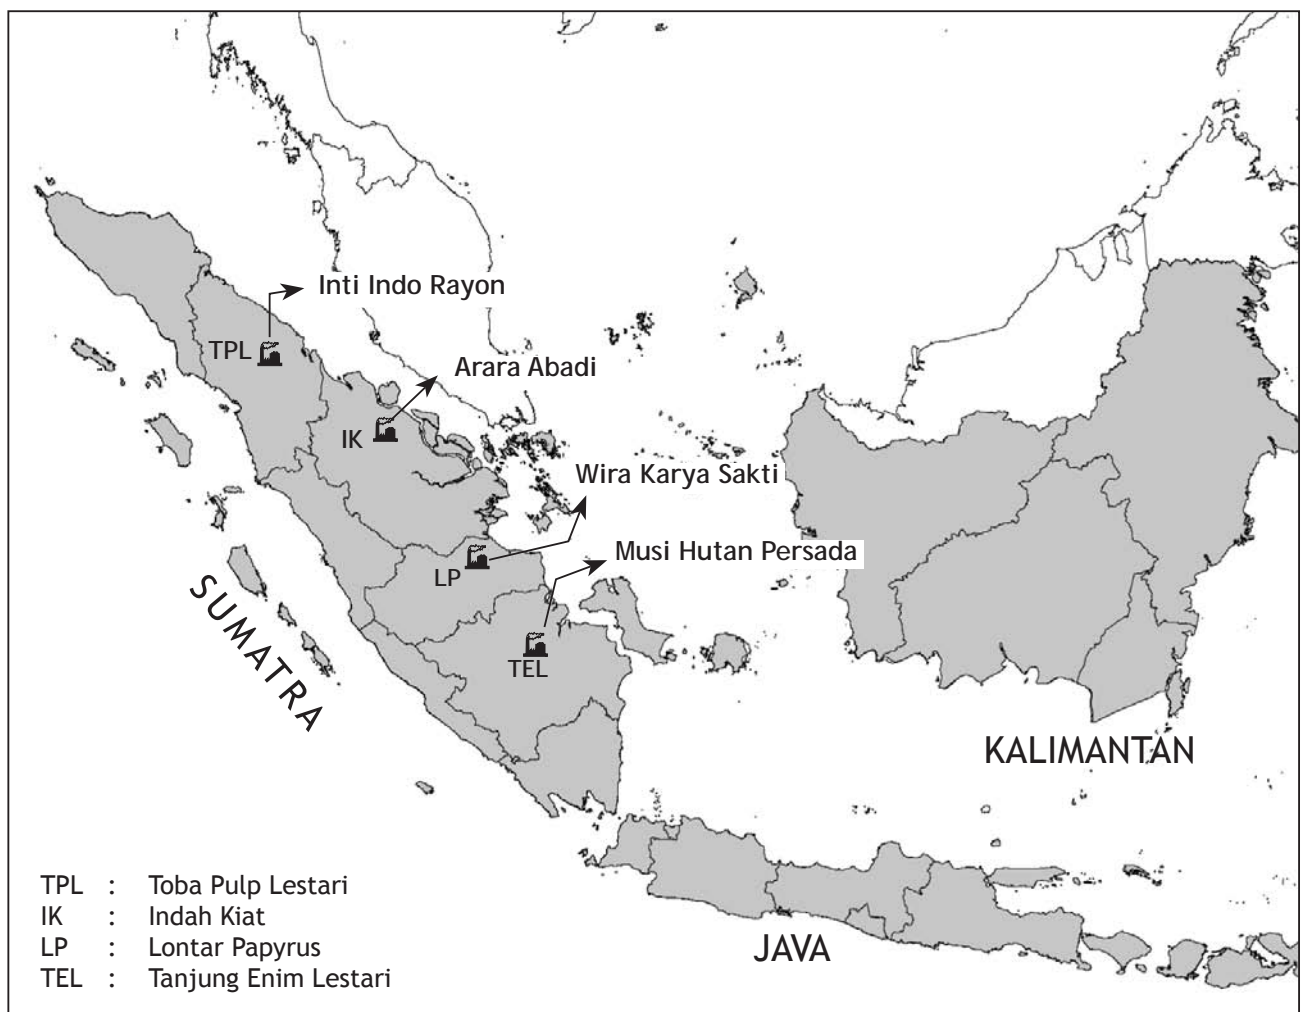 Inti Indo Rayon
TPL
Arara Abadi
IK
Wira Karya Sakti
Musi Hutan Persada
LP
TEL
SUMATRA
KALIMANTAN
JAVA
TPL : Toba Pulp Lestari
IK : Indah Kiat
LP : Lontar Papyrus
TEL : Tanjung Enim Lestari